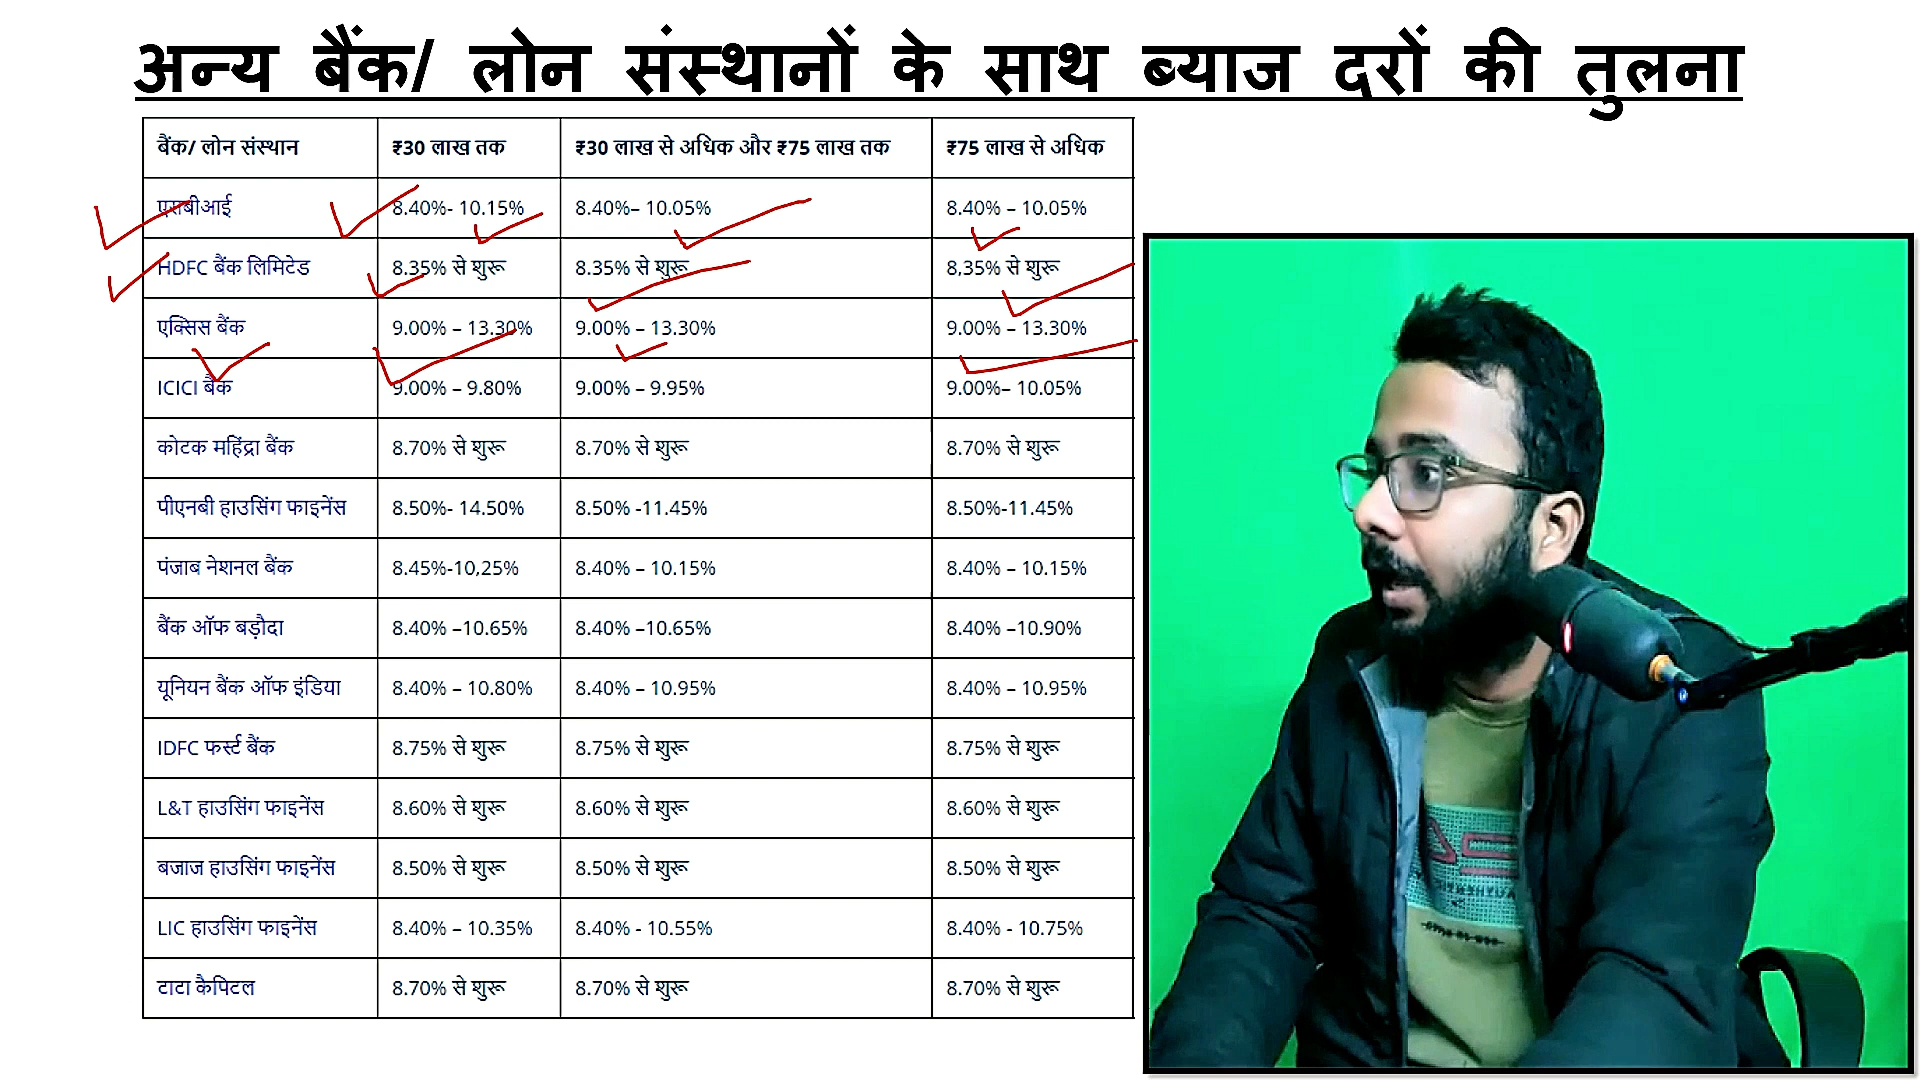 अन्य बैंक/ लोन संस्थानों के साथ ब्याज दरों की तुलना
बैंक/ लोन संस्थान ₹30 लाख तक ₹30 लाख से अधिक और ₹75 लाख तक ₹75 लाख से अधिक
एसबीआई 8.40%- 10.15% 8.40%– 10.05% 8.40% – 10.05%
HDFC बैंक लिमिटेड 8.35% से शुरू 8.35% से शुरू 8.35% से शुरू
एक्सिस बैंक 9.00% – 13.30% 9.00% – 13.30% 9.00% – 13.30%
ICICI बैंक 9.00% – 9.80% 9.00% – 9.95% 9.00%– 10.05%
कोटक महिंद्रा बैंक 8.70% से शुरू 8.70% से शुरू 8.70% से शुरू
पीएनबी हाउसिंग फाइनेंस 8.50%- 14.50% 8.50% -11.45% 8.50%-11.45%
पंजाब नेशनल बैंक 8.45%-10,25% 8.40% – 10.15% 8.40% – 10.15%
बैंक ऑफ बड़ौदा 8.40% –10.65% 8.40% –10.65% 8.40% –10.90%
यूनियन बैंक ऑफ इंडिया 8.40% – 10.80% 8.40% – 10.95% 8.40% – 10.95%
IDFC फर्स्ट बैंक 8.75% से शुरू 8.75% से शुरू 8.75% से शुरू
L&T हाउसिंग फाइनेंस 8.60% से शुरू 8.60% से शुरू 8.60% से शुरू
बजाज हाउसिंग फाइनेंस 8.50% से शुरू 8.50% से शुरू 8.50% से शुरू
LIC हाउसिंग फाइनेंस 8.40% – 10.35% 8.40% - 10.55% 8.40% - 10.75%
टाटा कैपिटल 8.70% से शुरू 8.70% से शुरू 8.70% से शुरू